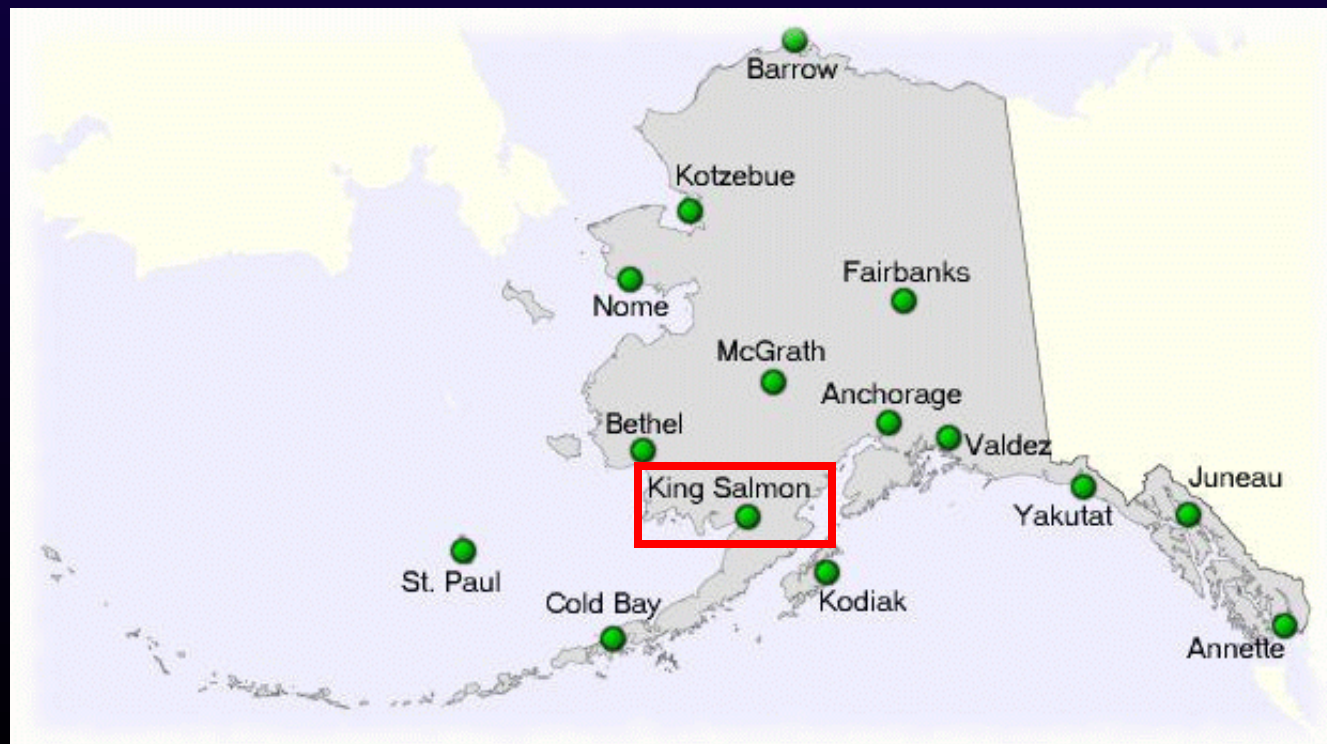 Barrow
Kotzebue
Fairbanks
Nome
McGrath
Anchorage
Bethel
Valdez
Juneau
King Salmon
Yakutat
St. Paul
Cold Bay
Kodiak
Annette